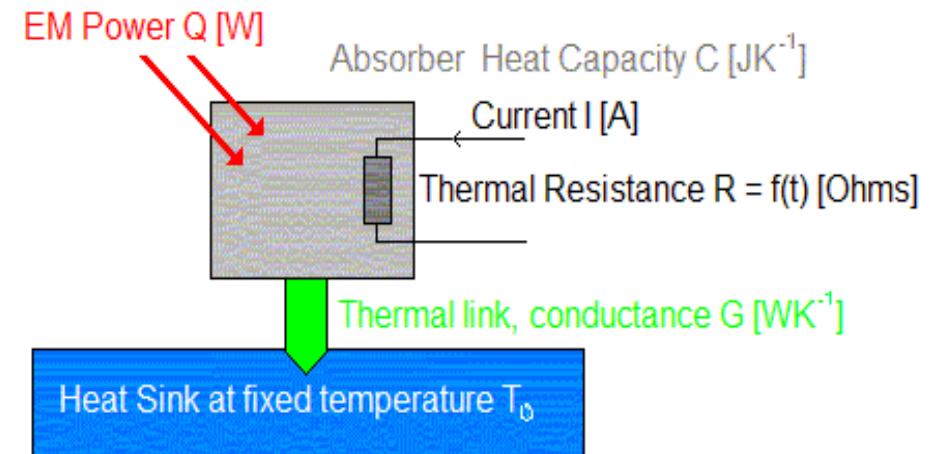 EM Power Q [W]
Absorber Heat Capacity C [JK⁻¹]
Current I [A]
Thermal Resistance R = f(t) [Ohms]
Thermal link, conductance G [WK⁻¹]
Heat Sink at fixed temperature T₀